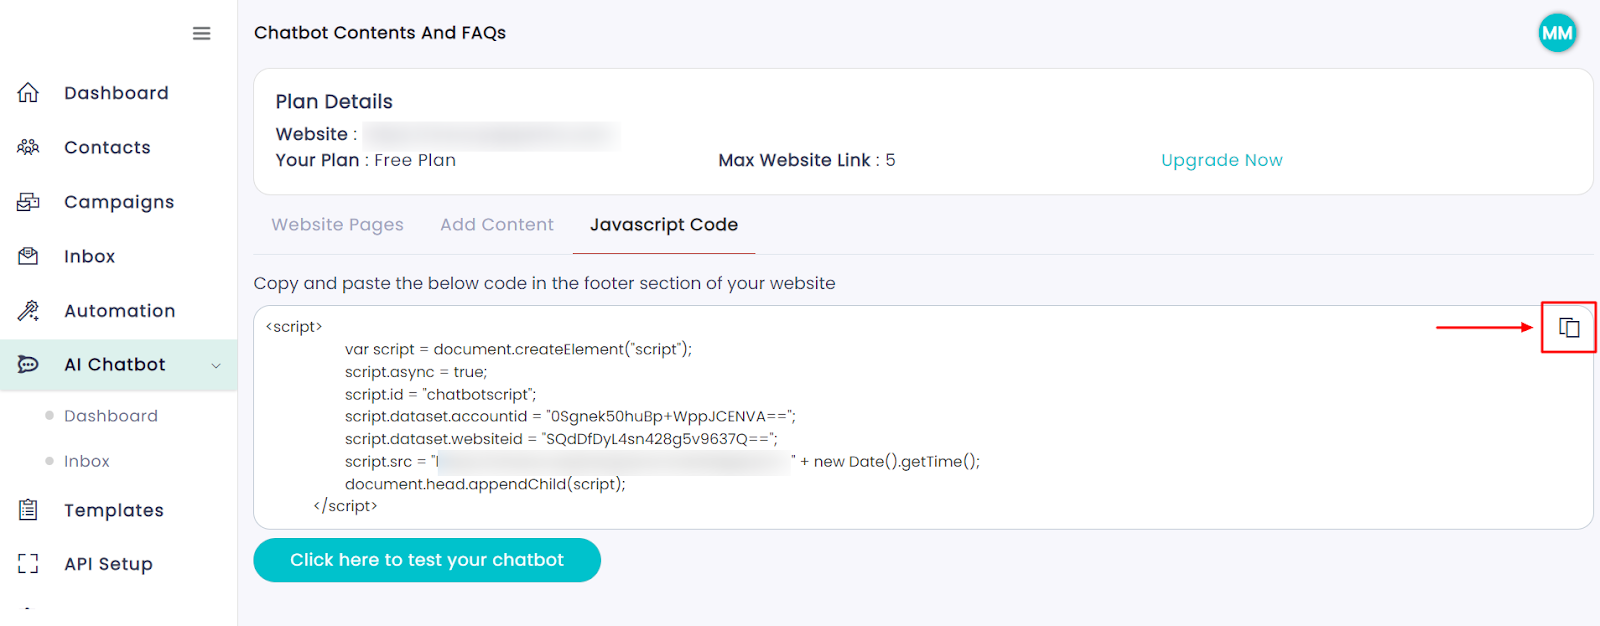 Chatbot Contents And FAQs
MM
Dashboard
Contacts
Campaigns
Inbox
Automation
AI Chatbot
Dashboard
Inbox
Templates
API Setup
Plan Details
Website :
Your Plan : Free Plan
Max Website Link : 5
Upgrade Now
Website Pages
Add Content
Javascript Code
Copy and paste the below code in the footer section of your website
<script>
var script = document.createElement("script");
script.async = true;
script.id = "chatbotscript";
script.dataset.accountid = "0Sgnek50huBp+WppJCENVA==";
script.dataset.websiteid = "SQdDfDyL4sn428g5v9637Q==";
script.src = " " + new Date().getTime();
document.head.appendChild(script);
</script>
Click here to test your chatbot